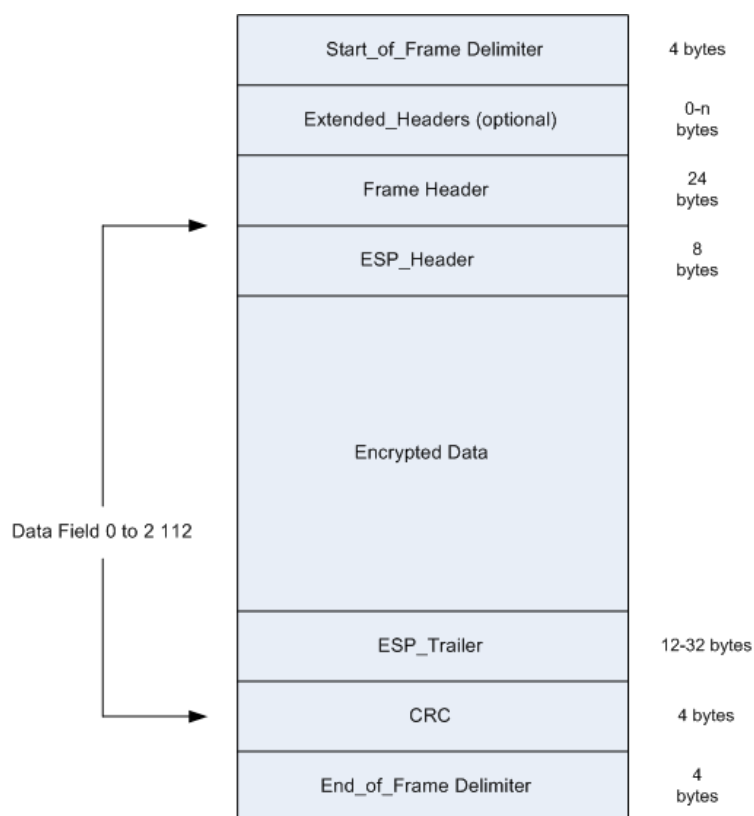 Start_of_Frame Delimiter
4 bytes
Extended_Headers (optional)
0-n
bytes
Frame Header
24
bytes
ESP_Header
8
bytes
Encrypted Data
Data Field 0 to 2 112
ESP_Trailer
12-32 bytes
CRC
4 bytes
End_of_Frame Delimiter
4
bytes